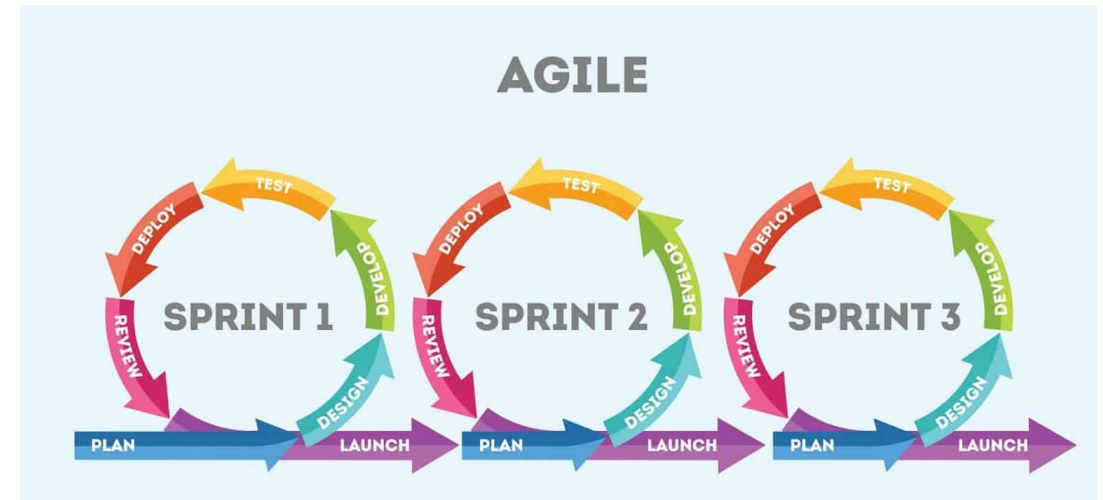 AGILE
TEST
DEPLOY
DEVELOP
SPRINT 1
REVIEW
DESIGN
PLAN
LAUNCH
TEST
DEPLOY
DEVELOP
SPRINT 2
REVIEW
DESIGN
PLAN
LAUNCH
TEST
DEPLOY
DEVELOP
SPRINT 3
REVIEW
DESIGN
PLAN
LAUNCH